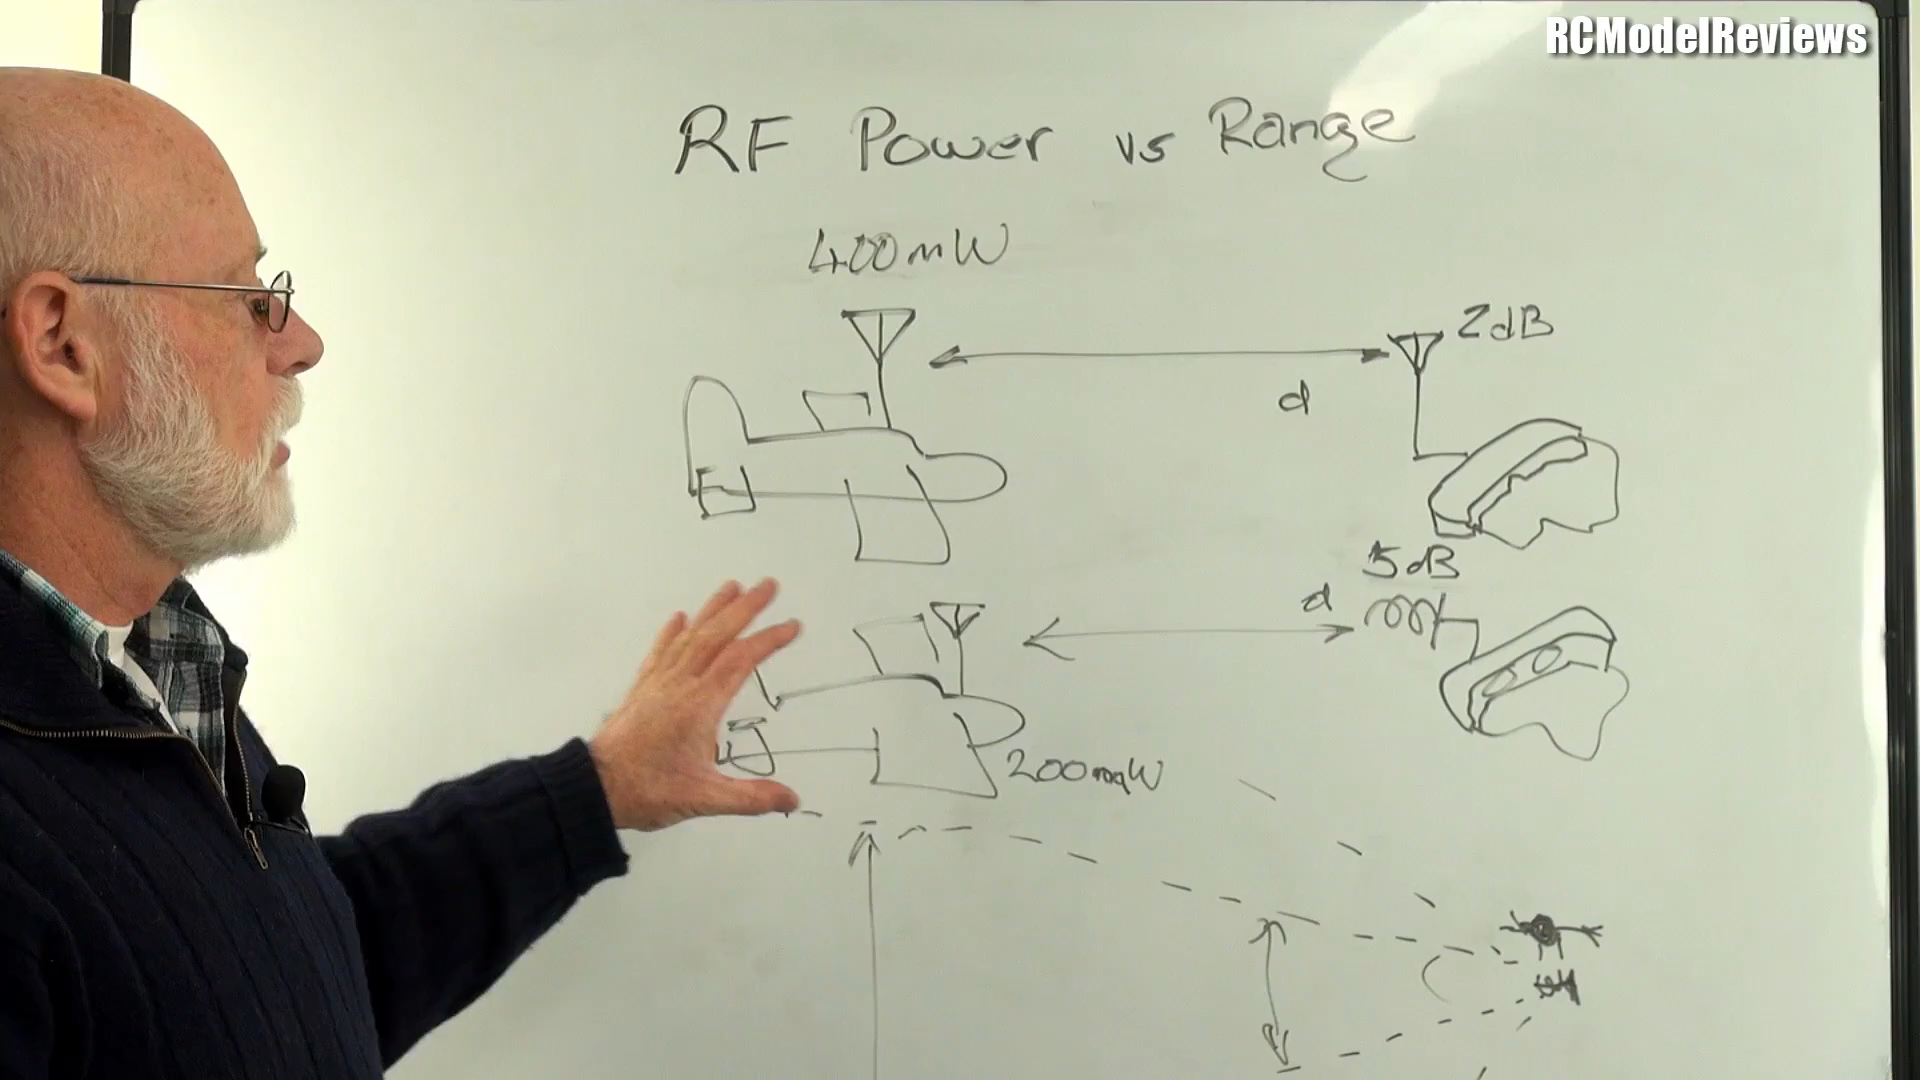 RCModelReviews
RF Power vs Range
400mW
2dB
d
5dB
d
200mW